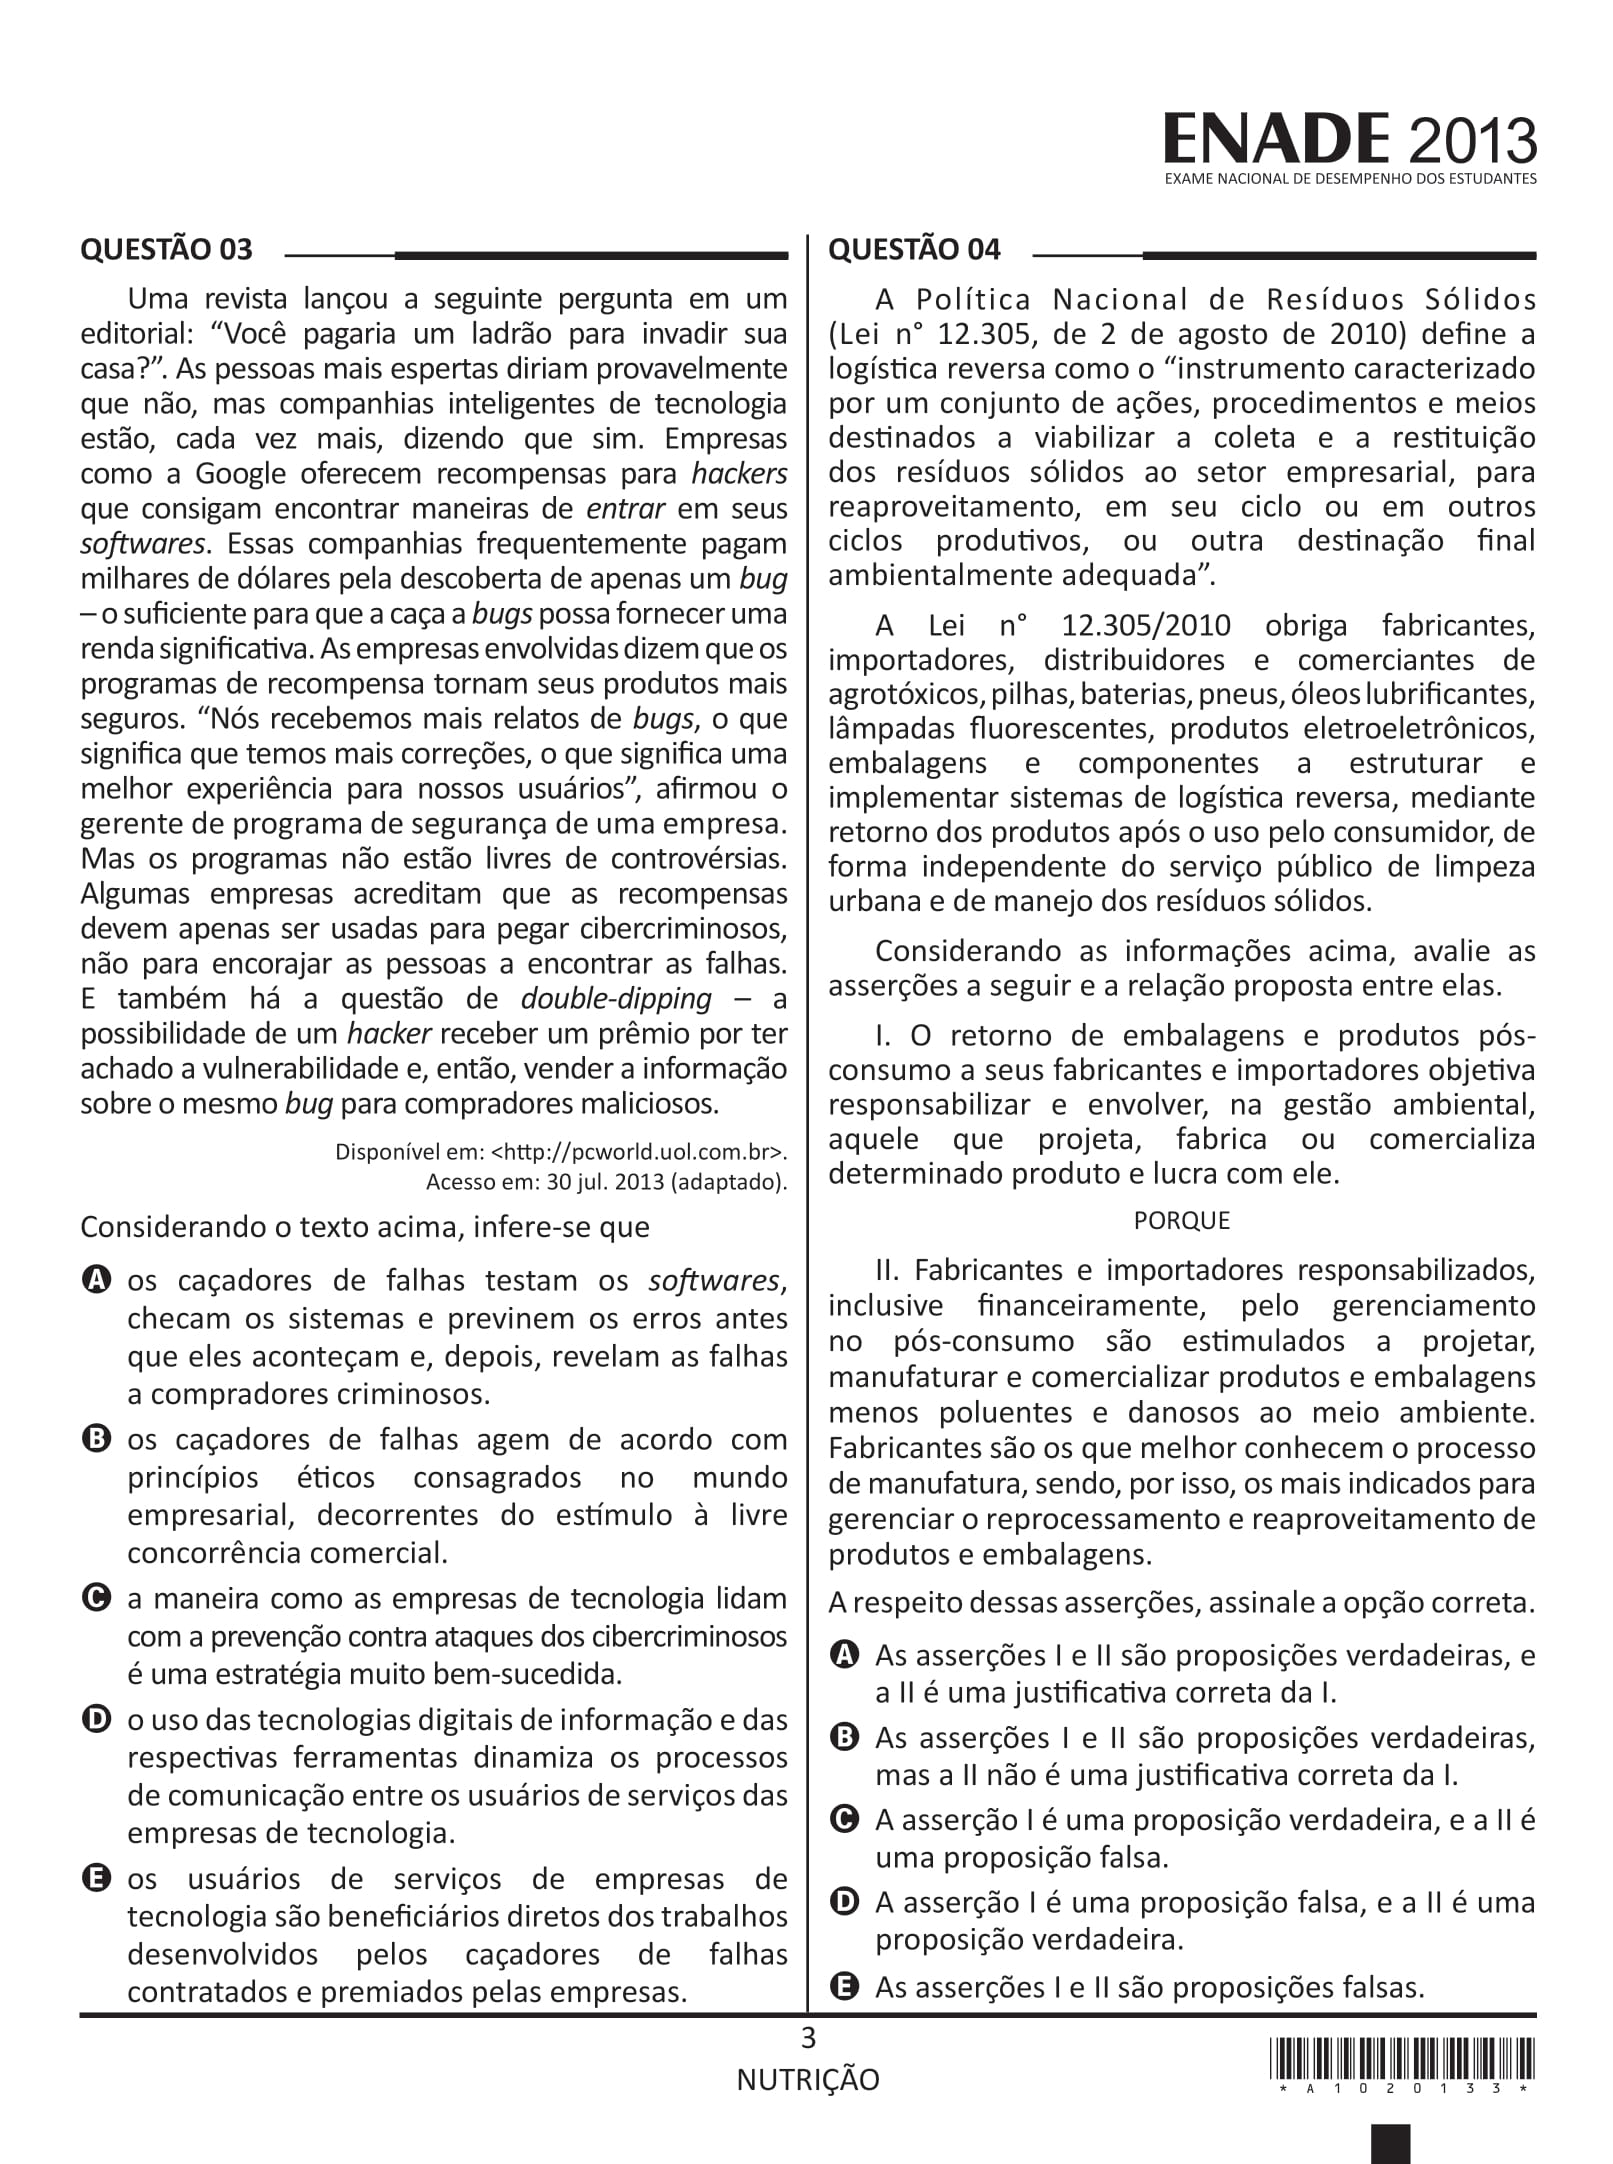 ENADE 2013
EXAME NACIONAL DE DESEMPENHO DOS ESTUDANTES
QUESTÃO 03
Uma revista lançou a seguinte pergunta em um
editorial: “Você pagaria um ladrão para invadir sua
casa?”. As pessoas mais espertas diriam provavelmente
que não, mas companhias inteligentes de tecnologia
estão, cada vez mais, dizendo que sim. Empresas
como a Google oferecem recompensas para hackers
que consigam encontrar maneiras de entrar em seus
softwares. Essas companhias frequentemente pagam
milhares de dólares pela descoberta de apenas um bug
– o suficiente para que a caça a bugs possa fornecer uma
renda significativa. As empresas envolvidas dizem que os
programas de recompensa tornam seus produtos mais
seguros. “Nós recebemos mais relatos de bugs, o que
significa que temos mais correções, o que significa uma
melhor experiência para nossos usuários”, afirmou o
gerente de programa de segurança de uma empresa.
Mas os programas não estão livres de controvérsias.
Algumas empresas acreditam que as recompensas
devem apenas ser usadas para pegar cibercriminosos,
não para encorajar as pessoas a encontrar as falhas.
E também há a questão de double-dipping – a
possibilidade de um hacker receber um prêmio por ter
achado a vulnerabilidade e, então, vender a informação
sobre o mesmo bug para compradores maliciosos.
Disponível em: <http://pcworld.uol.com.br>.
Acesso em: 30 jul. 2013 (adaptado).
Considerando o texto acima, infere-se que
A os caçadores de falhas testam os softwares,
checam os sistemas e previnem os erros antes
que eles aconteçam e, depois, revelam as falhas
a compradores criminosos.
B os caçadores de falhas agem de acordo com
princípios éticos consagrados no mundo
empresarial, decorrentes do estímulo à livre
concorrência comercial.
C a maneira como as empresas de tecnologia lidam
com a prevenção contra ataques dos cibercriminosos
é uma estratégia muito bem-sucedida.
D o uso das tecnologias digitais de informação e das
respectivas ferramentas dinamiza os processos
de comunicação entre os usuários de serviços das
empresas de tecnologia.
E os usuários de serviços de empresas de
tecnologia são beneficiários diretos dos trabalhos
desenvolvidos pelos caçadores de falhas
contratados e premiados pelas empresas.
QUESTÃO 04
A Política Nacional de Resíduos Sólidos
(Lei n° 12.305, de 2 de agosto de 2010) define a
logística reversa como o “instrumento caracterizado
por um conjunto de ações, procedimentos e meios
destinados a viabilizar a coleta e a restituição
dos resíduos sólidos ao setor empresarial, para
reaproveitamento, em seu ciclo ou em outros
ciclos produtivos, ou outra destinação final
ambientalmente adequada”.
A Lei n° 12.305/2010 obriga fabricantes,
importadores, distribuidores e comerciantes de
agrotóxicos, pilhas, baterias, pneus, óleos lubrificantes,
lâmpadas fluorescentes, produtos eletroeletrônicos,
embalagens e componentes a estruturar e
implementar sistemas de logística reversa, mediante
retorno dos produtos após o uso pelo consumidor, de
forma independente do serviço público de limpeza
urbana e de manejo dos resíduos sólidos.
Considerando as informações acima, avalie as
asserções a seguir e a relação proposta entre elas.
I. O retorno de embalagens e produtos pós-
consumo a seus fabricantes e importadores objetiva
responsabilizar e envolver, na gestão ambiental,
aquele que projeta, fabrica ou comercializa
determinado produto e lucra com ele.
PORQUE
II. Fabricantes e importadores responsabilizados,
inclusive financeiramente, pelo gerenciamento
no pós-consumo são estimulados a projetar,
manufaturar e comercializar produtos e embalagens
menos poluentes e danosos ao meio ambiente.
Fabricantes são os que melhor conhecem o processo
de manufatura, sendo, por isso, os mais indicados para
gerenciar o reprocessamento e reaproveitamento de
produtos e embalagens.
A respeito dessas asserções, assinale a opção correta.
A As asserções I e II são proposições verdadeiras, e
a II é uma justificativa correta da I.
B As asserções I e II são proposições verdadeiras,
mas a II não é uma justificativa correta da I.
C A asserção I é uma proposição verdadeira, e a II é
uma proposição falsa.
D A asserção I é uma proposição falsa, e a II é uma
proposição verdadeira.
E As asserções I e II são proposições falsas.
3
NUTRIÇÃO
* A 1 0 2 0 1 3 3 *